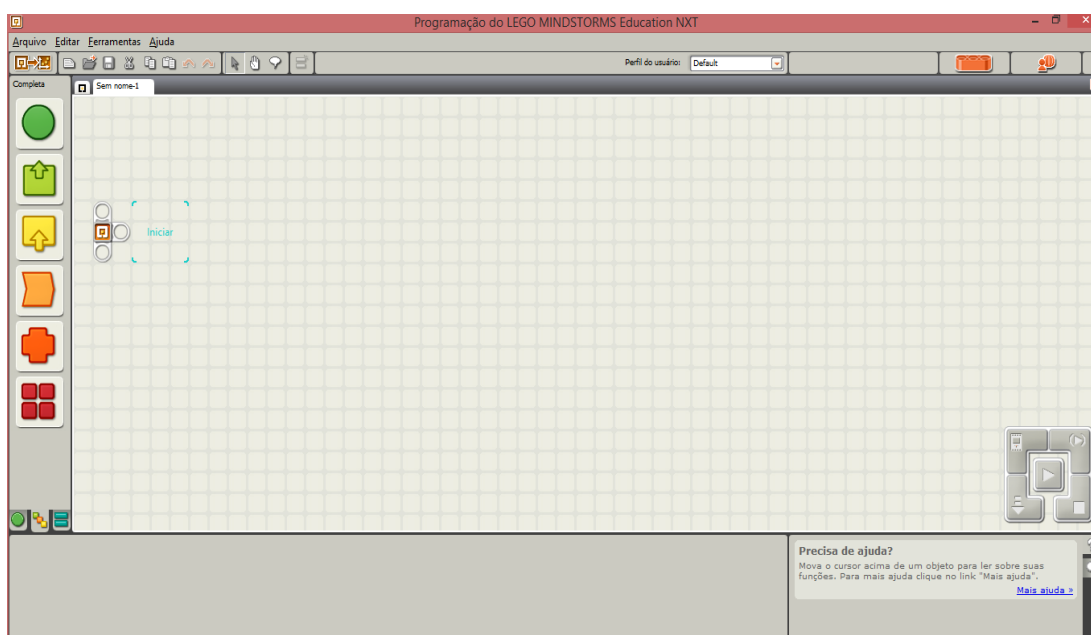 Programação do LEGO MINDSTORMS Education NXT
Arquivo Editar Ferramentas Ajuda
Perfil do usuário: Default
Completa
Sem nome-1
Iniciar
Precisa de ajuda?
Mova o cursor acima de um objeto para ler sobre suas
funções. Para mais ajuda clique no link "Mais ajuda".
Mais ajuda »